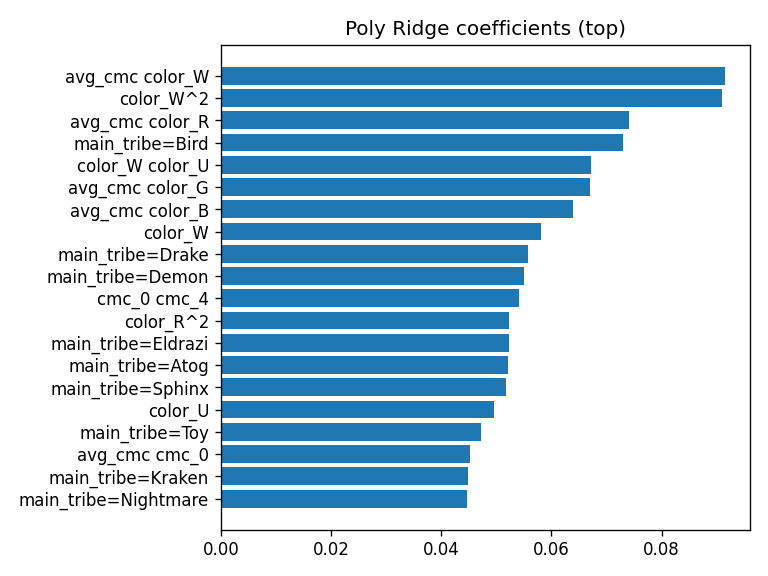 Poly Ridge coefficients (top)
avg_cmc color_W
color_W^2
avg_cmc color_R
main_tribe=Bird
color_W color_U
avg_cmc color_G
avg_cmc color_B
color_W
main_tribe=Drake
main_tribe=Demon
cmc_0 cmc_4
color_R^2
main_tribe=Eldrazi
main_tribe=Atog
main_tribe=Sphinx
color_U
main_tribe=Toy
avg_cmc cmc_0
main_tribe=Kraken
main_tribe=Nightmare
0.00 0.02 0.04 0.06 0.08